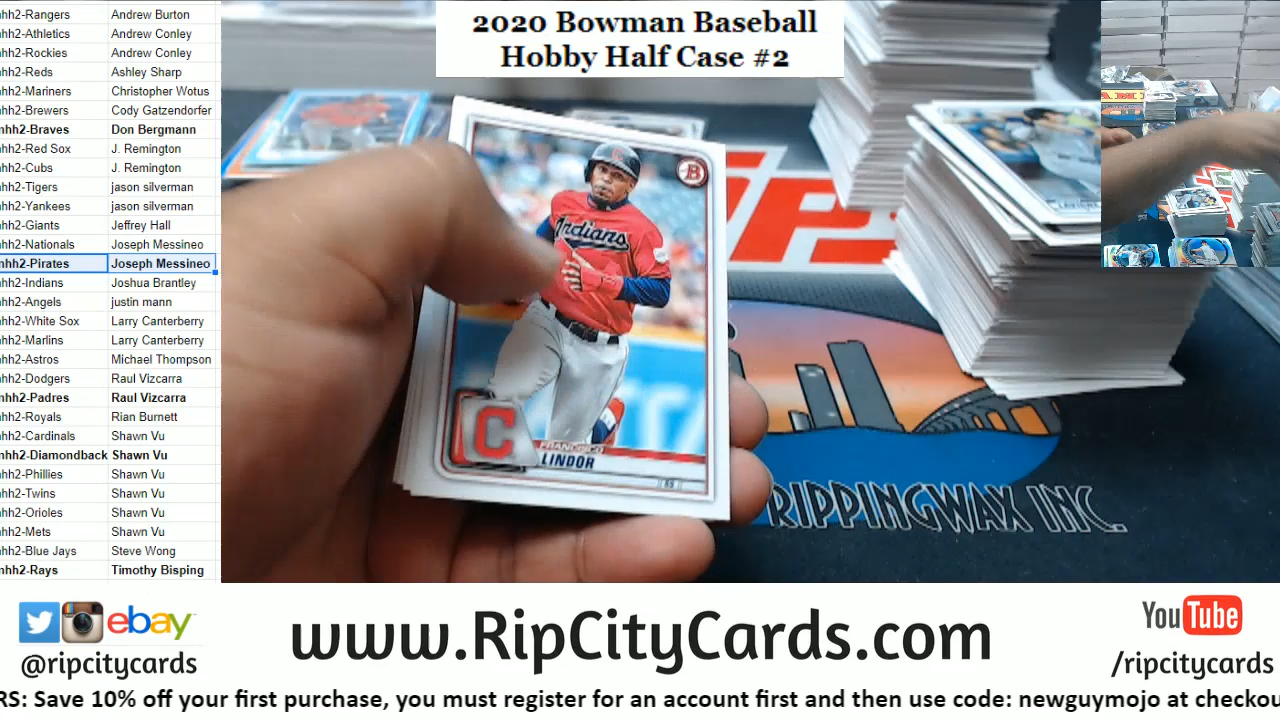 hh2-Rangers Andrew Burton
hh2-Athletics Andrew Conley
hh2-Rockies Andrew Conley
hh2-Reds Ashley Sharp
hh2-Mariners Christopher Wotus
hh2-Brewers Cody Gatzendorfer
hh2-Braves Don Bergmann
hh2-Red Sox J. Remington
hh2-Cubs J. Remington
hh2-Tigers jason silverman
hh2-Yankees jason silverman
hh2-Giants Jeffrey Hall
hh2-Nationals Joseph Messineo
hh2-Pirates Joseph Messineo
hh2-Indians Joshua Brantley
hh2-Angels justin mann
hh2-White Sox Larry Canterberry
hh2-Marlins Larry Canterberry
hh2-Astros Michael Thompson
hh2-Dodgers Raul Vizcarra
hh2-Padres Raul Vizcarra
hh2-Royals Rian Burnett
hh2-Cardinals Shawn Vu
hh2-Diamondback Shawn Vu
hh2-Phillies Shawn Vu
hh2-Twins Shawn Vu
hh2-Orioles Shawn Vu
hh2-Mets Shawn Vu
hh2-Blue Jays Steve Wong
hh2-Rays Timothy Bisping
2020 Bowman Baseball
Hobby Half Case #2
B
Indians
C
FRANCISCO
LINDOR
RIPPINGWAX INC.
ebay
@ripcitycards
www.RipCityCards.com
YouTube
/ripcitycards
RS: Save 10% off your first purchase, you must register for an account first and then use code: newguymojo at checkou